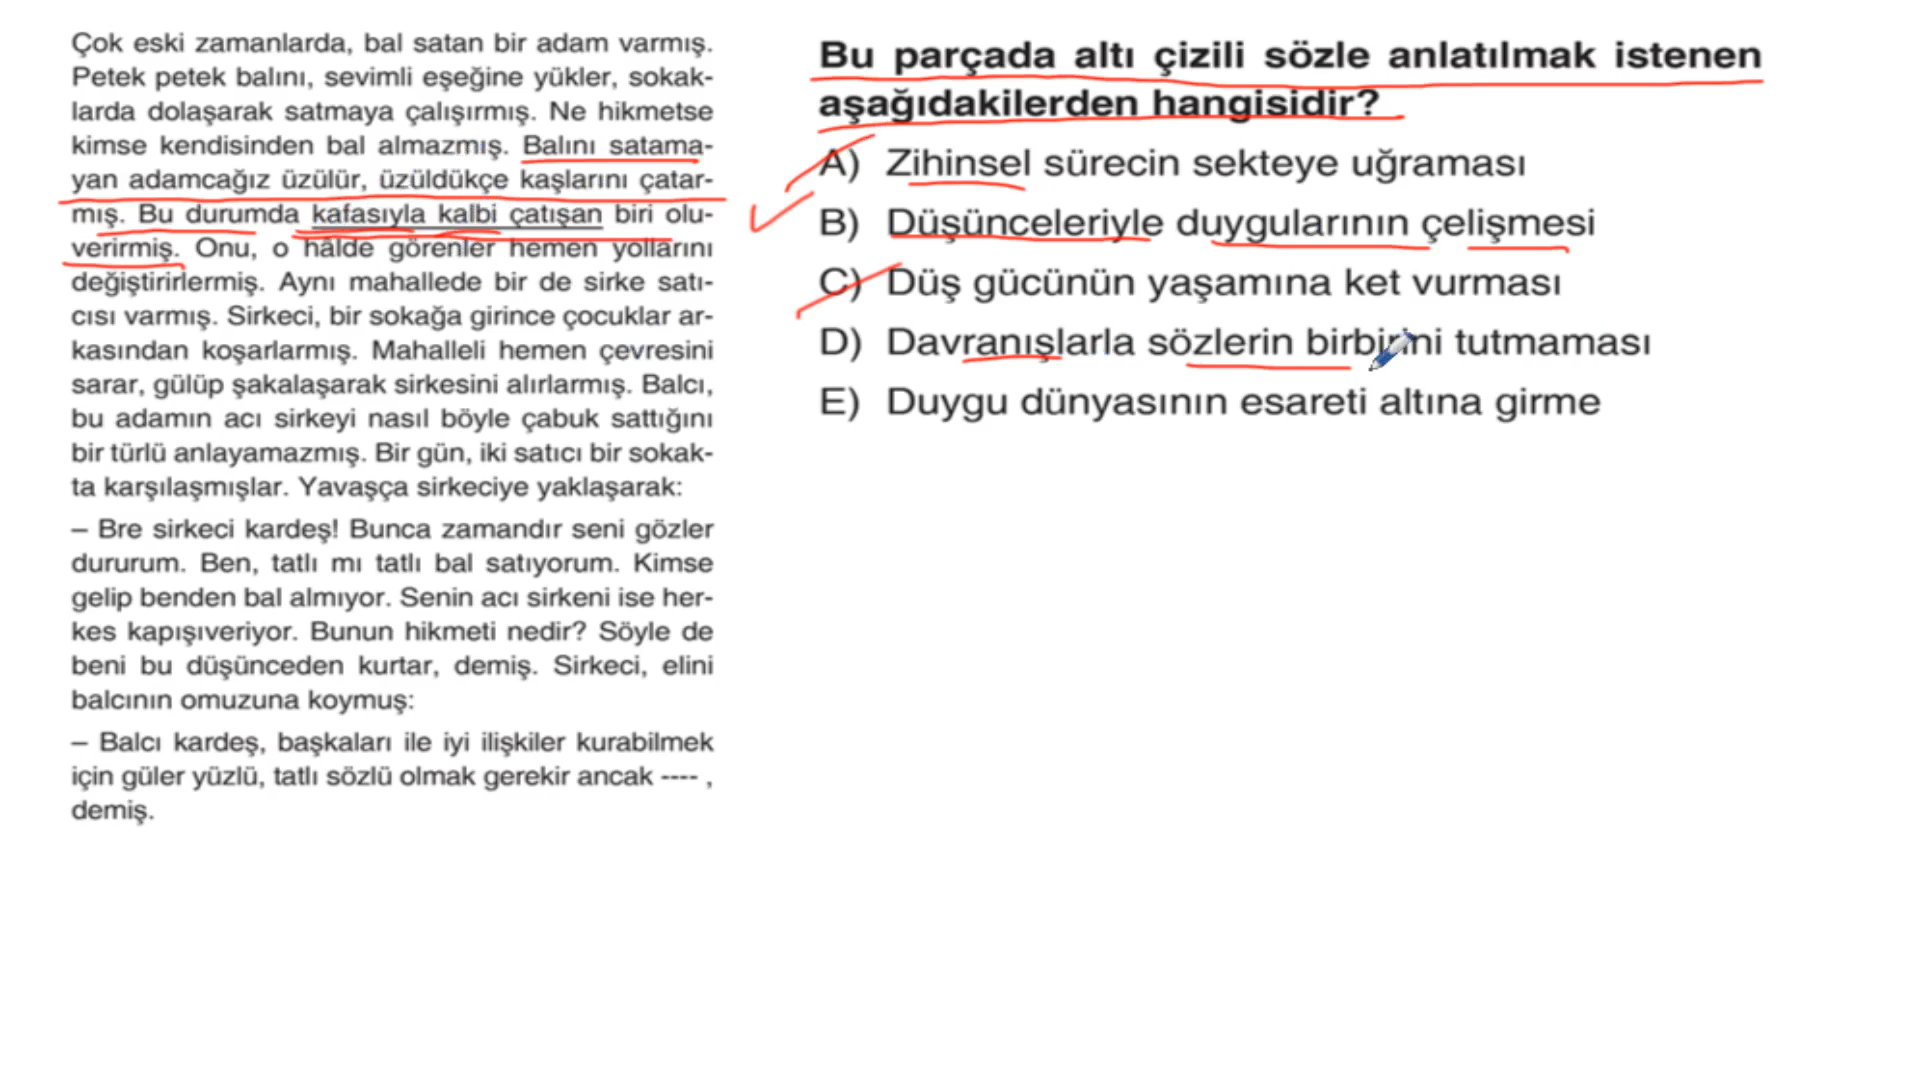 Çok eski zamanlarda, bal satan bir adam varmış.
Petek petek balını, sevimli eşeğine yükler, sokak-
larda dolaşarak satmaya çalışırmış. Ne hikmetse
kimse kendisinden bal almazmış. Balını satama-
yan adamcağız üzülür, üzüldükçe kaşlarını çatar-
mış. Bu durumda kafasıyla kalbi çatışan biri olu-
verirmiş. Onu, o hâlde görenler hemen yollarını
değiştirirlermiş. Aynı mahallede bir de sirke satı-
cısı varmış. Sirkeci, bir sokağa girince çocuklar ar-
kasından koşarlarmış. Mahalleli hemen çevresini
sarar, gülüp şakalaşarak sirkesini alırlarmış. Balcı,
bu adamın acı sirkeyi nasıl böyle çabuk sattığını
bir türlü anlayamazmış. Bir gün, iki satıcı bir sokak-
ta karşılaşmışlar. Yavaşça sirkeciye yaklaşarak:
– Bre sirkeci kardeş! Bunca zamandır seni gözler
dururum. Ben, tatlı mı tatlı bal satıyorum. Kimse
gelip benden bal almıyor. Senin acı sirkeni ise her-
kes kapışıveriyor. Bunun hikmeti nedir? Söyle de
beni bu düşünceden kurtar, demiş. Sirkeci, elini
balcının omuzuna koymuş:
– Balcı kardeş, başkaları ile iyi ilişkiler kurabilmek
için güler yüzlü, tatlı sözlü olmak gerekir ancak ---- ,
demiş.
Bu parçada altı çizili sözle anlatılmak istenen
aşağıdakilerden hangisidir?
A) Zihinsel sürecin sekteye uğraması
B) Düşünceleriyle duygularının çelişmesi
C) Düş gücünün yaşamına ket vurması
D) Davranışlarla sözlerin birbirini tutmaması
E) Duygu dünyasının esareti altına girme